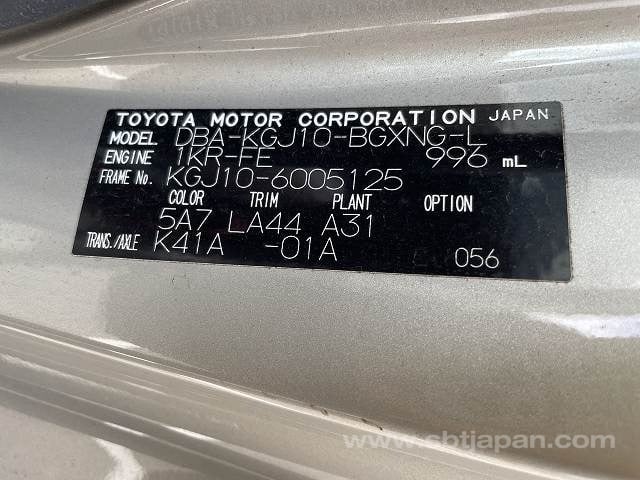 TOYOTA MOTOR CORPORATION JAPAN
MODEL DBA-KGJ10-BGXNG-L
ENGINE 1KR-FE 996 mL
FRAME No. KGJ10-6005125
COLOR TRIM PLANT OPTION
5A7 LA44 A31
TRANS./AXLE K41A -01A 056
www.sbtjapan.com